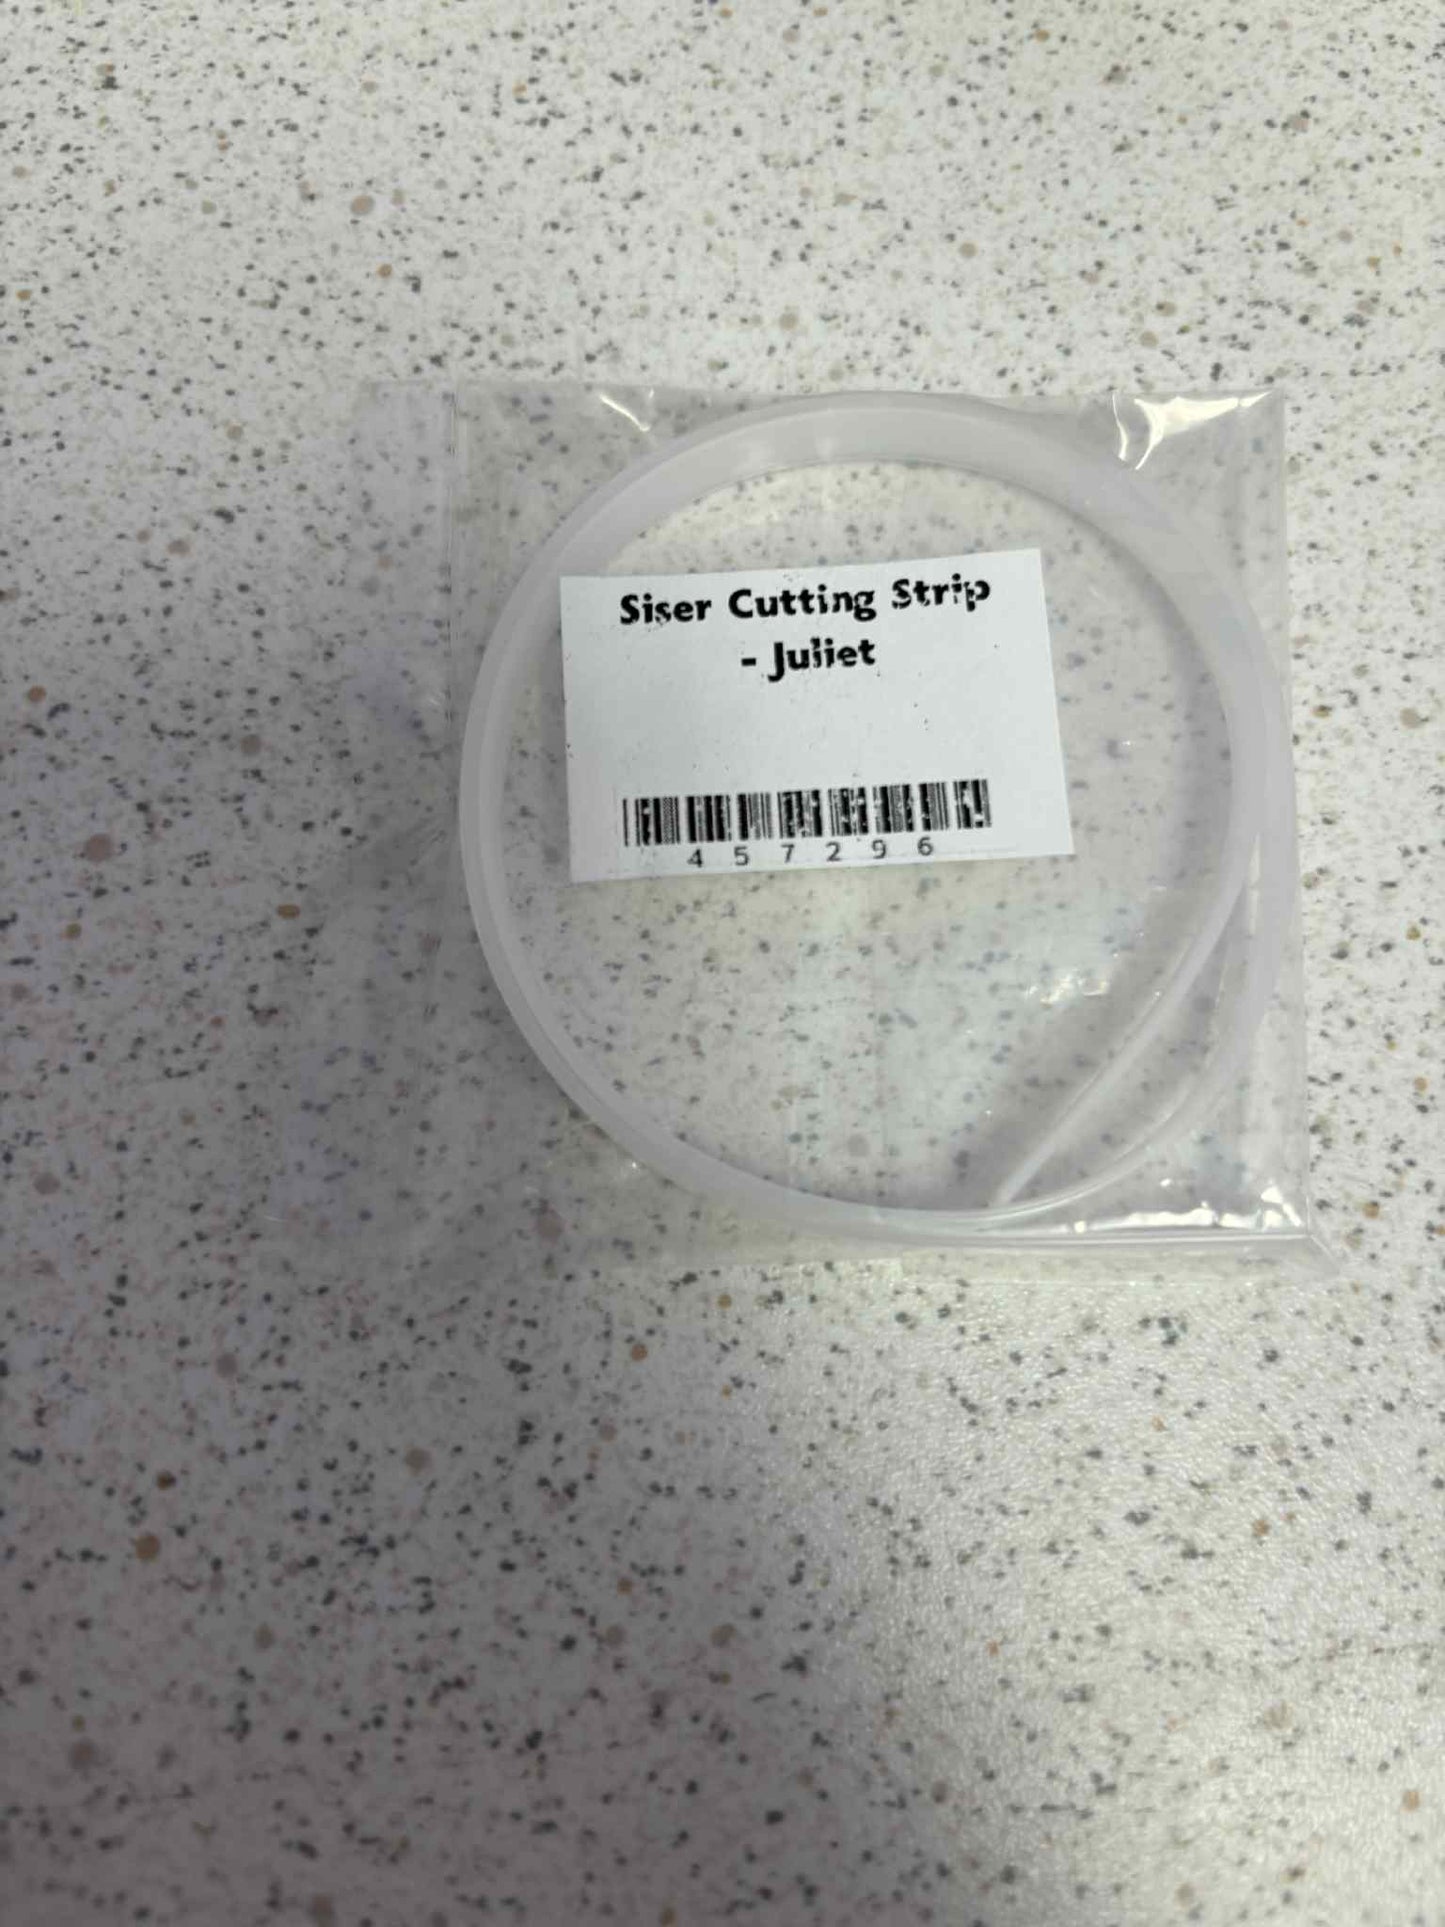 Siser Cutting Strip
- Juliet
4 5 7 2 9 6